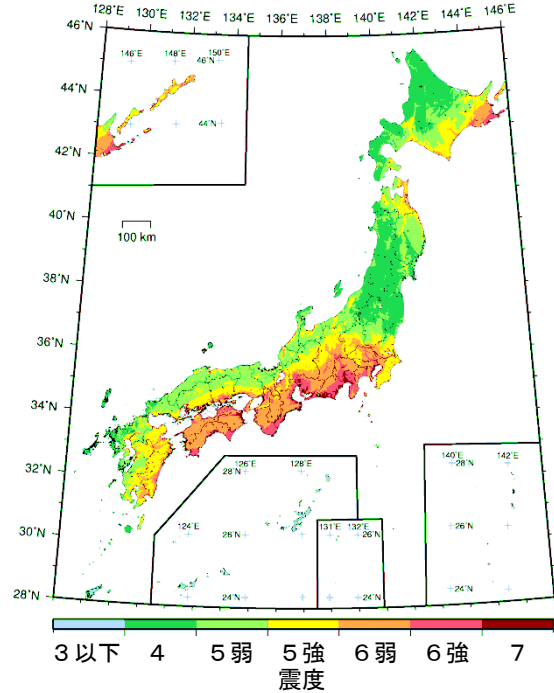 128°E 130°E 132°E 134°E 136°E 138°E 140°E 142°E 144°E 146°E
46°N
146°E 148°E 150°E
46°N
44°N
44°N
42°N
40°N
100 km
38°N
36°N
34°N
32°N
126°E 128°E
28°N
140°E 142°E
28°N
30°N
124°E
26°N
131°E 132°E
26°N
26°N
28°N
24°N
24°N
24°N
3以下 4 5弱 5強 6弱 6強 7
震度